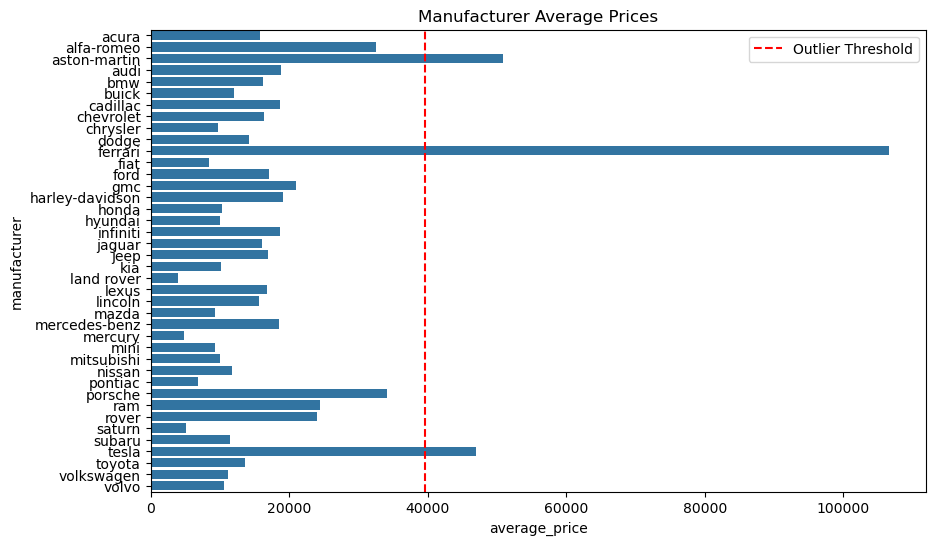 Manufacturer Average Prices
Outlier Threshold
manufacturer
acura
alfa-romeo
aston-martin
audi
bmw
buick
cadillac
chevrolet
chrysler
dodge
ferrari
fiat
ford
gmc
harley-davidson
honda
hyundai
infiniti
jaguar
jeep
kia
land rover
lexus
lincoln
mazda
mercedes-benz
mercury
mini
mitsubishi
nissan
pontiac
porsche
ram
rover
saturn
subaru
tesla
toyota
volkswagen
volvo
0 20000 40000 60000 80000 100000
average_price